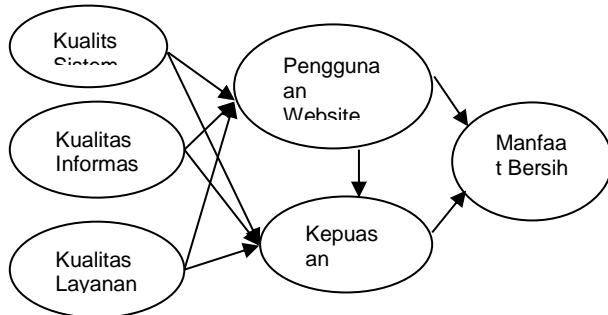 Kualits
Sistem
Kualitas
Informas
Kualitas
Layanan
Pengguna
an
Website
Kepuas
an
Manfaa
t Bersih